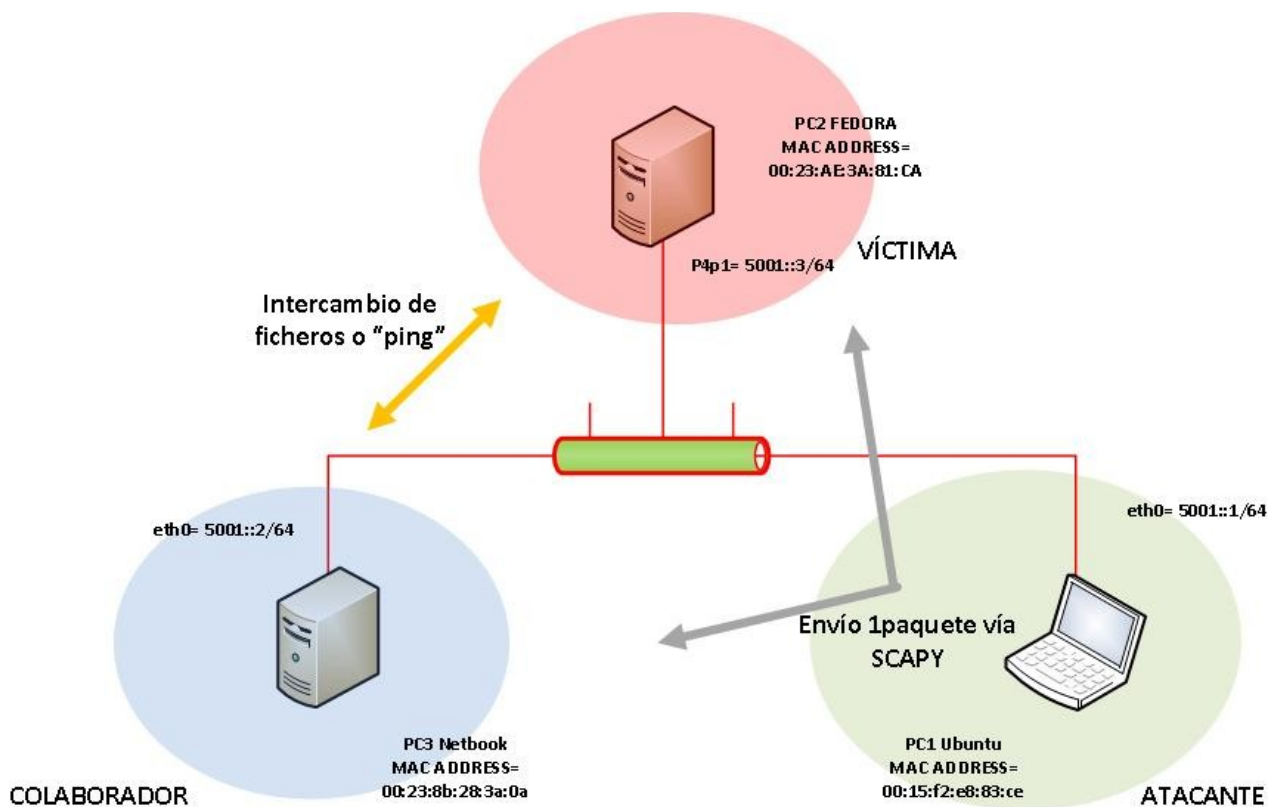 PC2 FEDORA
MAC ADDRESS=
00:23:AE:3A:81:CA
VÍCTIMA
P4p1= 5001::3/64
Intercambio de
ficheros o “ping”
eth0= 5001::2/64
eth0= 5001::1/64
Envío 1paquete vía
SCAPY
PC3 Netbook
MAC ADDRESS=
00:23:8b:28:3a:0a
COLABORADOR
PC1 Ubuntu
MAC ADDRESS=
00:15:f2:e8:83:ce
ATACANTE